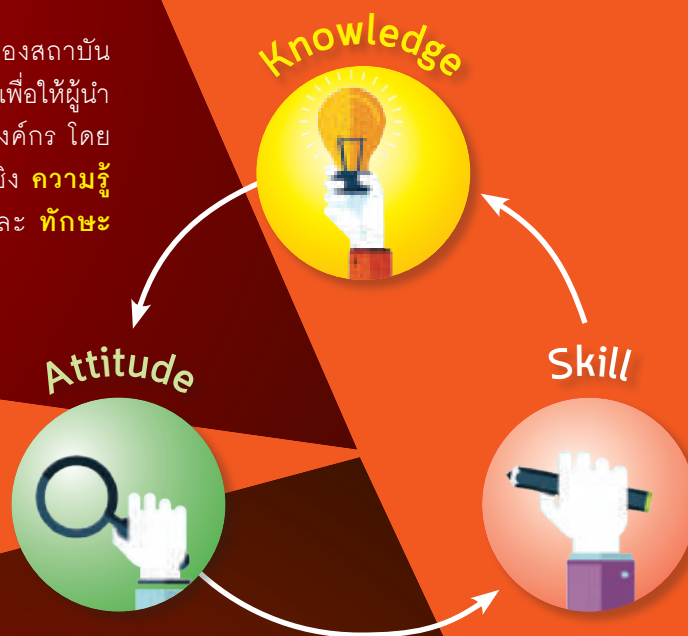 องสถาบัน
เพื่อให้ผู้นำ
งค์กร โดย
ชิง ความรู้
ละ ทักษะ
Knowledge
Attitude
Skill